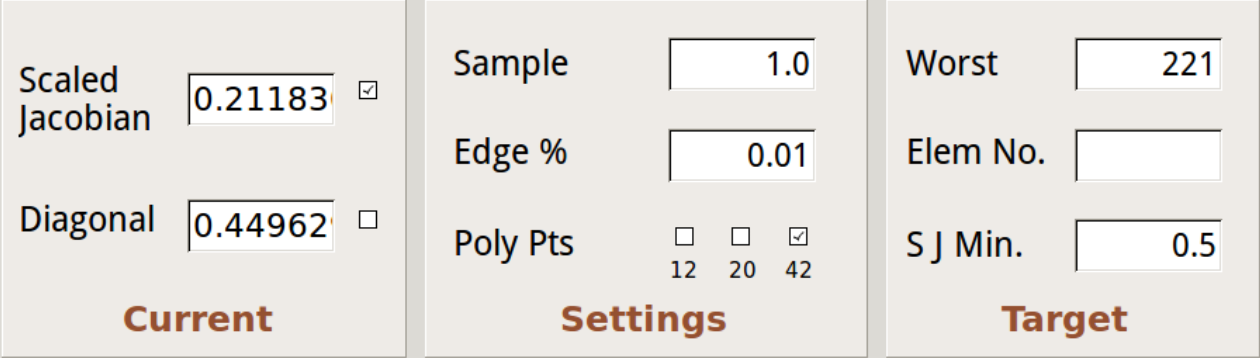 Scaled
Jacobian
0.21183
Diagonal
0.44962
Current
Sample 1.0
Edge % 0.01
Poly Pts
12 20 42
Settings
Worst 221
Elem No.
S J Min. 0.5
Target